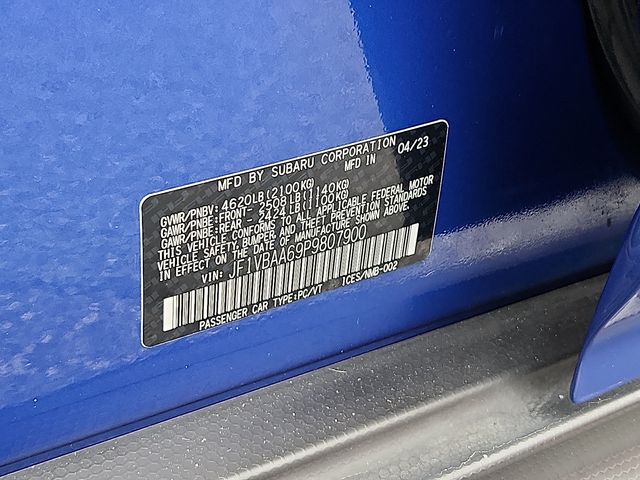 MFD BY SUBARU CORPORATION
MFD IN 04/23
GVWR/PNBV: 4620LB(2100KG)
GAWR/PNBE:FRONT- 2508LB(1140KG)
GAWR/PNBE:REAR - 2424LB(1100KG)
THIS VEHICLE CONFORMS TO ALL APPLICABLE FEDERAL MOTOR
VEHICLE SAFETY, BUMPER, AND THEFT PREVENTION STANDARDS
IN EFFECT ON THE DATE OF MANUFACTURE SHOWN ABOVE.
VIN: JF1VBAA69P9807900
PASSENGER CAR TYPE:PC/VT ICES/NMB-002